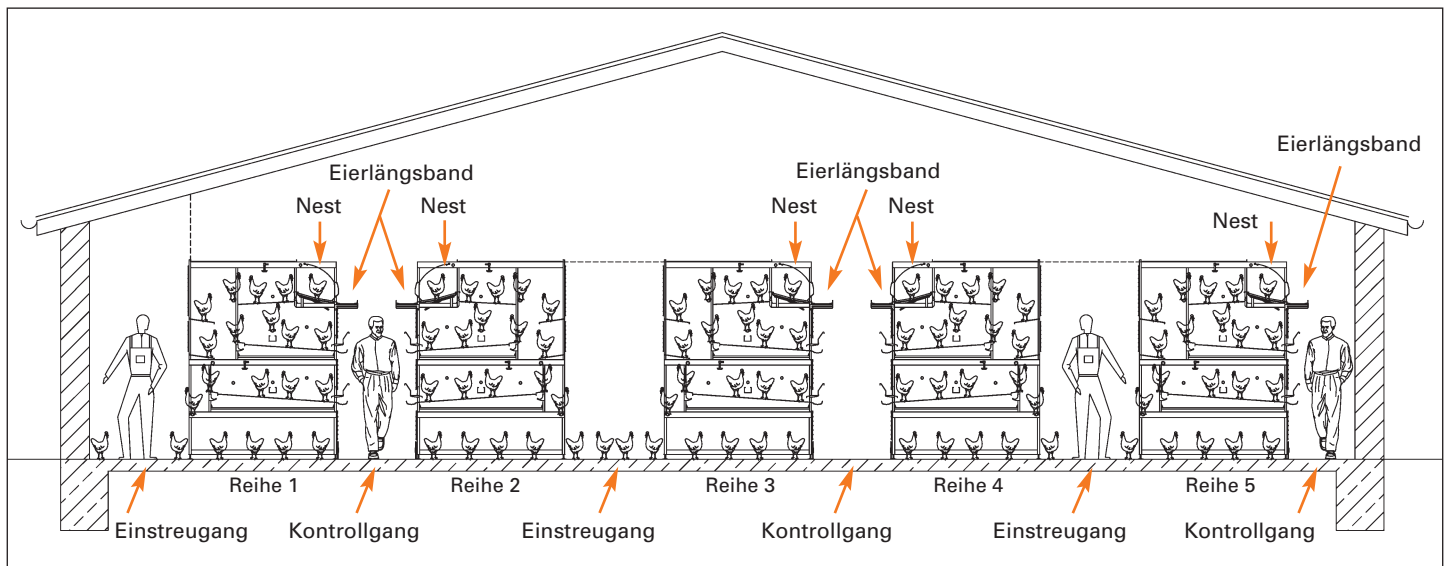 Eierlängsband
Eierlängsband
Eierlängsband
Nest
Nest
Nest
Nest
Nest
Reihe 1
Reihe 2
Reihe 3
Reihe 4
Reihe 5
Einstreugang
Kontrollgang
Einstreugang
Kontrollgang
Einstreugang
Kontrollgang